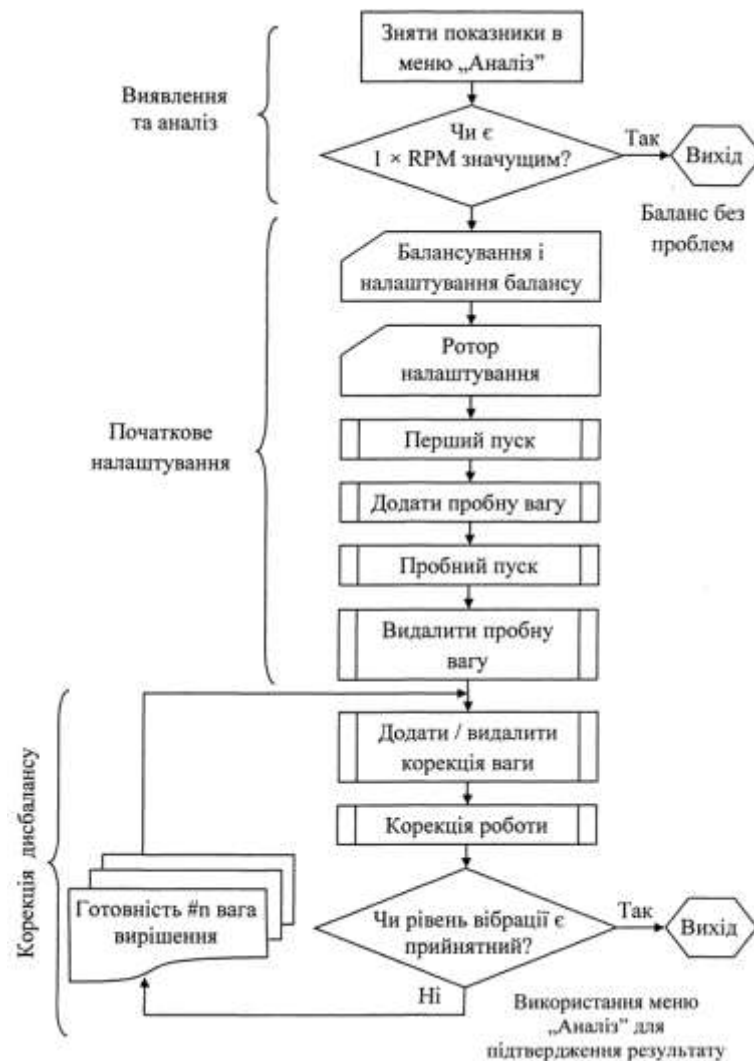 Зняти показники в
меню „Аналіз”
Виявлення
та аналіз
Чи є
1 × RPM значущим?
Так
Вихід
Баланс без
проблем
Балансування і
налаштування балансу
Ротор
налаштування
Початкове
налаштування
Перший пуск
Додати пробну вагу
Пробний пуск
Видалити пробну
вагу
Корекція дисбалансу
Додати / видалити
корекція ваги
Корекція роботи
Готовність #n вага
вирішення
Чи рівень вібрації є
прийнятний?
Так
Вихід
Ні
Використання меню
„Аналіз” для
підтвердження результату